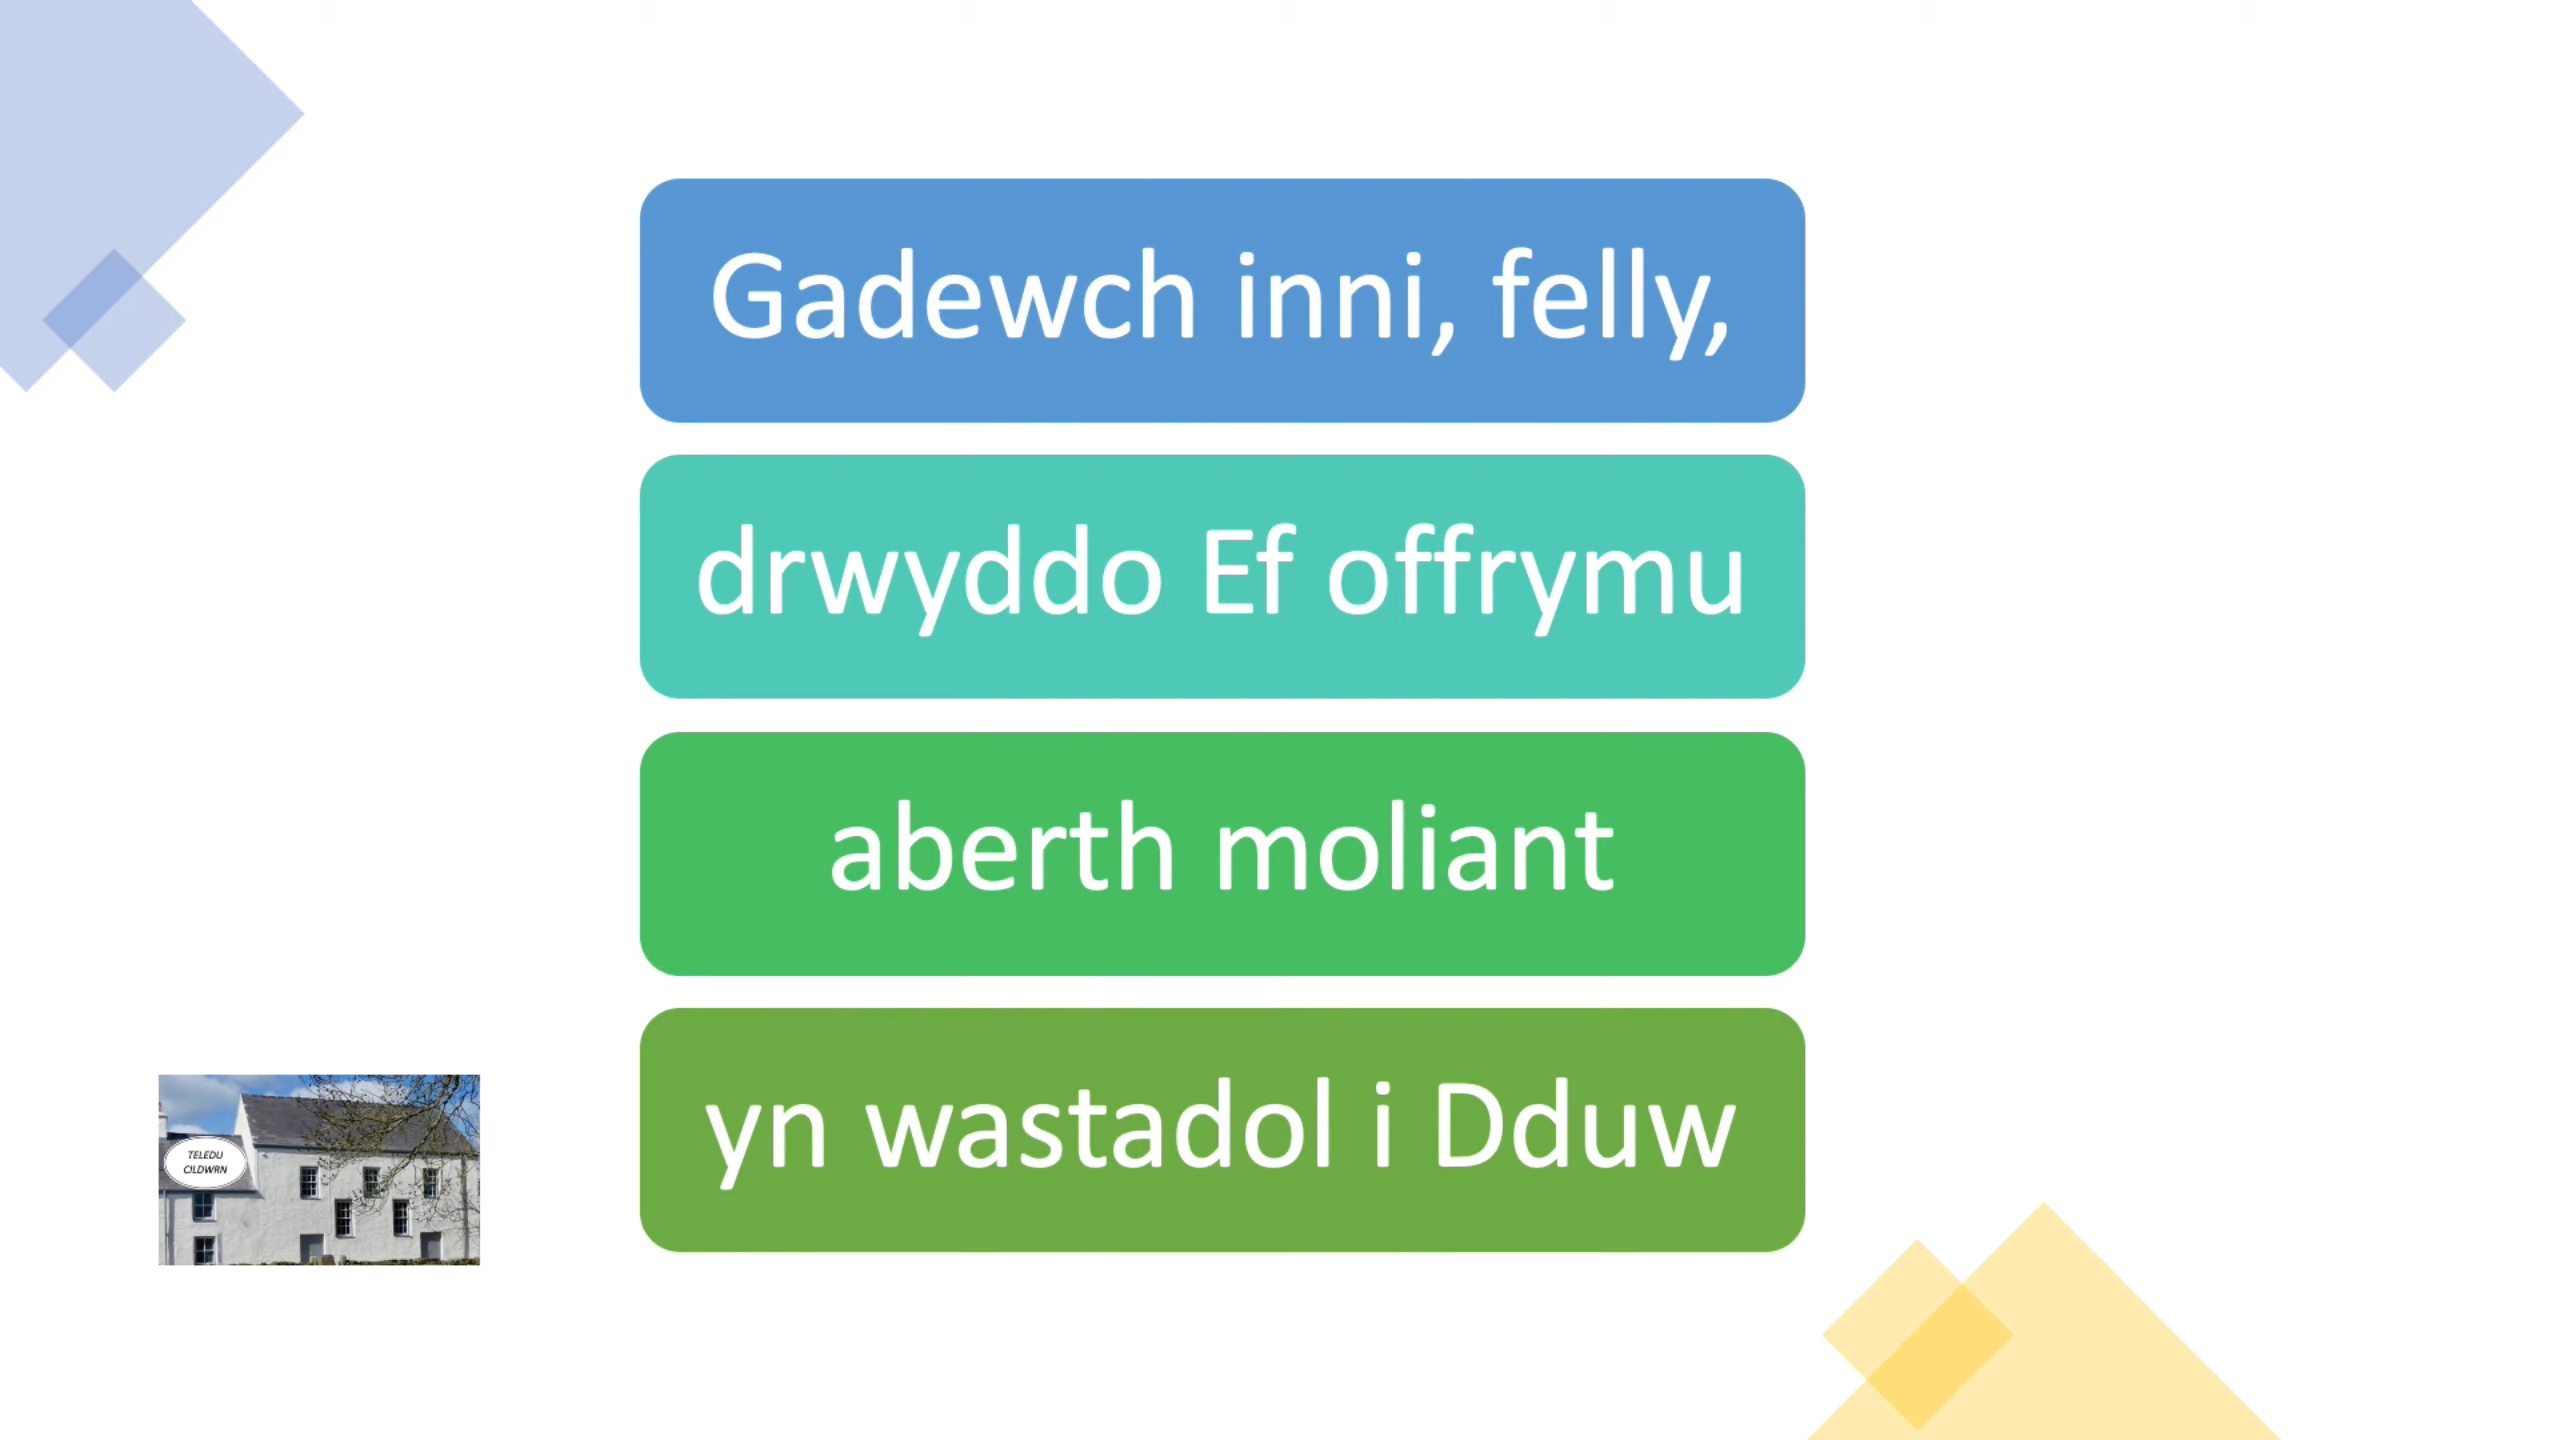 Gadewch inni, felly,
drwyddo Ef offrymu
aberth moliant
yn wastadol i Dduw
TELEDU
CILDWRN